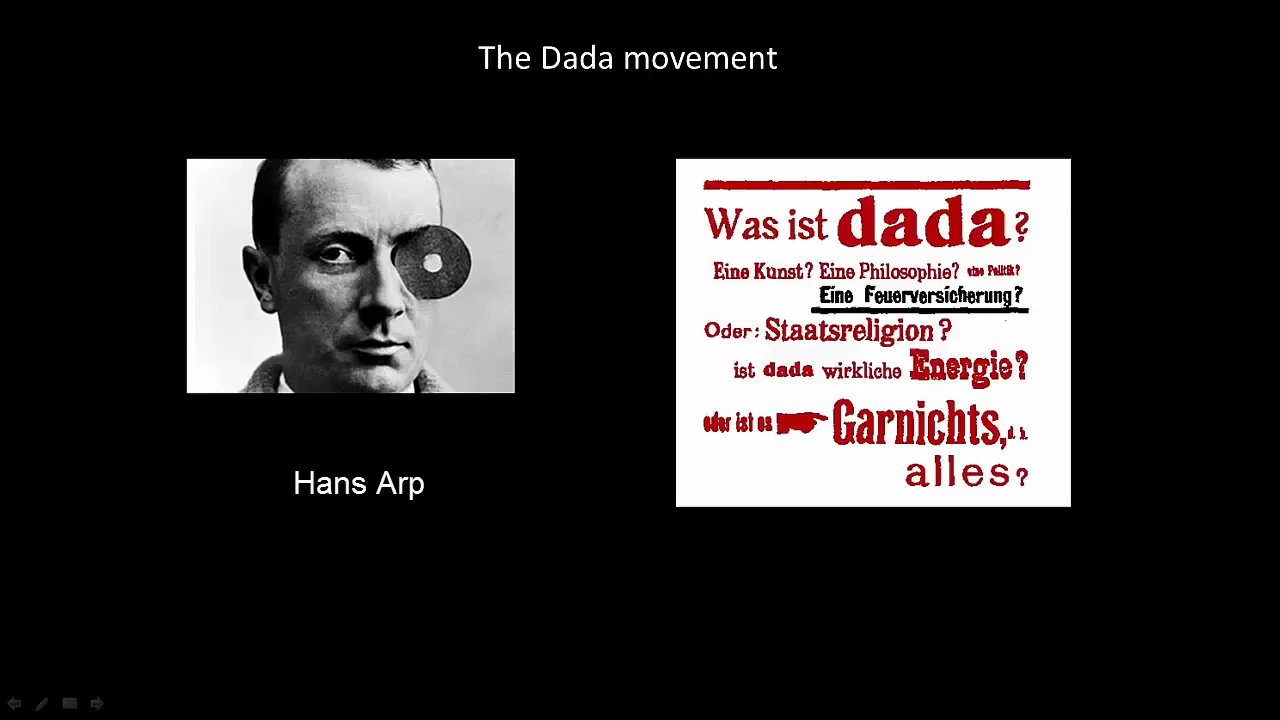 The Dada movement
Was ist dada?
Eine Kunst? Eine Philosophie? eine Politik?
Eine Feuerversicherung?
Oder: Staatsreligion?
ist dada wirkliche Energie?
oder ist es Garnichts, d. h.
alles?
Hans Arp